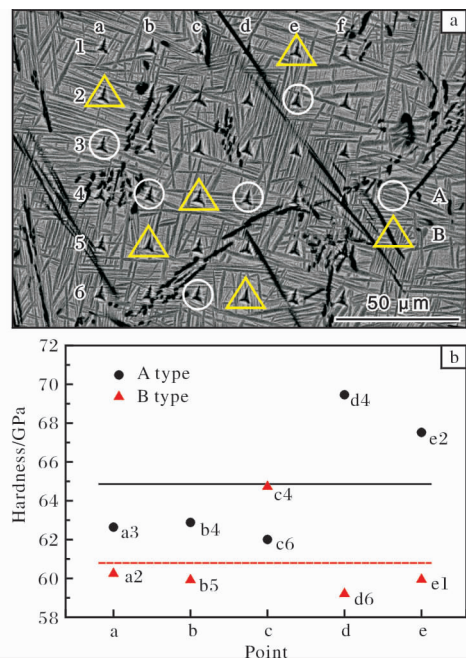 a b c d e f a
1
2
3
4 A
5 B
6
50 μm
b
72
70
68
66
64
62
60
58
Hardness/GPa
A type
B type
d4
e2
c4
a3
b4
c6
a2
b5
d6
e1
a b c d e
Point